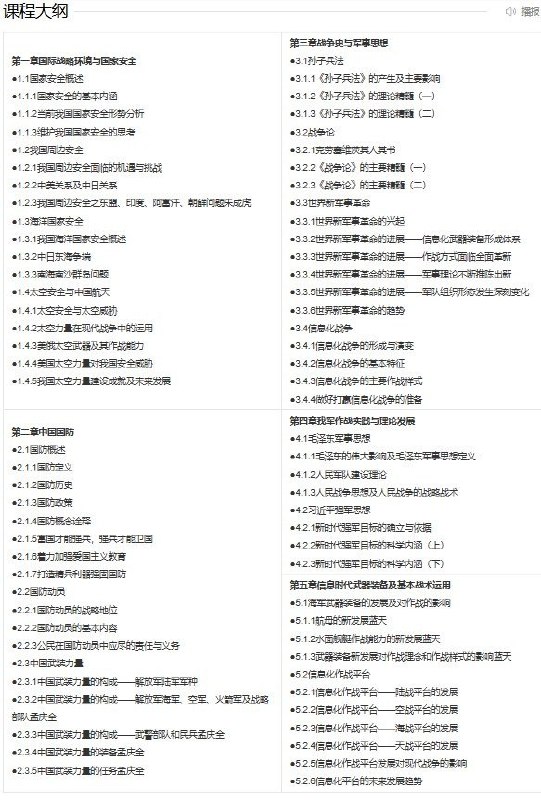 课程大纲
播报
第一章国际战略环境与国家安全
●1.1国家安全概述
●1.1.1国家安全的基本内涵
●1.1.2当前我国国家安全形势分析
●1.1.3维护我国国家安全的思考
●1.2我国周边安全
●1.2.1我国周边安全面临的机遇与挑战
●1.2.2中美关系及中日关系
●1.2.3我国周边安全之东盟、印度、阿富汗、朝鲜问题朱成虎
●1.3海洋国家安全
●1.3.1我国海洋国家安全概述
●1.3.2中日东海争端
●1.3.3南海南沙群岛问题
●1.4太空安全与中国航天
●1.4.1太空安全与太空威胁
●1.4.2太空力量在现代战争中的运用
●1.4.3美俄太空武器及其作战能力
●1.4.4美国太空力量对我国安全威胁
●1.4.5我国太空力量建设成就及未来发展
第二章中国国防
●2.1国防概述
●2.1.1国防定义
●2.1.2国防历史
●2.1.3国防政策
●2.1.4国防概念诠释
●2.1.5富国才能强兵，强兵才能卫国
●2.1.6着力加强爱国主义教育
●2.1.7打造精兵利器强固国防
●2.2国防动员
●2.2.1国防动员的战略地位
●2.2.2国防动员的基本内容
●2.2.3公民在国防动员中应尽的责任与义务
●2.3中国武装力量
●2.3.1中国武装力量的构成——解放军陆军军种
●2.3.2中国武装力量的构成——解放军海军、空军、火箭军及战略
部队孟庆全
●2.3.3中国武装力量的构成——武警部队和民兵孟庆全
●2.3.4中国武装力量的装备孟庆全
●2.3.5中国武装力量的任务孟庆全
第三章战争史与军事思想
●3.1孙子兵法
●3.1.1《孙子兵法》的产生及主要影响
●3.1.2《孙子兵法》的理论精髓（一）
●3.1.3《孙子兵法》的理论精髓（二）
●3.2战争论
●3.2.1克劳塞维茨其人其书
●3.2.2《战争论》的主要精髓（一）
●3.2.3《战争论》的主要精髓（二）
●3.3世界新军事革命
●3.3.1世界新军事革命的兴起
●3.3.2世界新军事革命的进展——信息化武器装备形成体系
●3.3.3世界新军事革命的进展——作战方式面临全面革新
●3.3.4世界新军事革命的进展——军事理论不断推陈出新
●3.3.5世界新军事革命的进展——军队组织形态发生深刻变化
●3.3.6世界新军事革命的趋势
●3.4信息化战争
●3.4.1信息化战争的形成与演变
●3.4.2信息化战争的基本特征
●3.4.3信息化战争的主要作战样式
●3.4.4做好打赢信息化战争的准备
第四章我军作战实践与理论发展
●4.1毛泽东军事思想
●4.1.1毛泽东的伟大影响及毛泽东军事思想定义
●4.1.2人民军队建设理论
●4.1.3人民战争思想及人民战争的战略战术
●4.2习近平强军思想
●4.2.1新时代强军目标的确立与依据
●4.2.2新时代强军目标的科学内涵（上）
●4.2.3新时代强军目标的科学内涵（下）
第五章信息时代武器装备及基本战术运用
●5.1海军武器装备的发展及对作战的影响
●5.1.1航母的新发展蓝天
●5.1.2水面舰艇作战能力的新发展蓝天
●5.1.3武器装备新发展对作战理念和作战样式的影响蓝天
●5.2信息化作战平台
●5.2.1信息化作战平台——陆战平台的发展
●5.2.2信息化作战平台——空战平台的发展
●5.2.3信息化作战平台——海战平台的发展
●5.2.4信息化作战平台——天战平台的发展
●5.2.5信息化作战平台发展对现代战争的影响
●5.2.6信息化平台的未来发展趋势